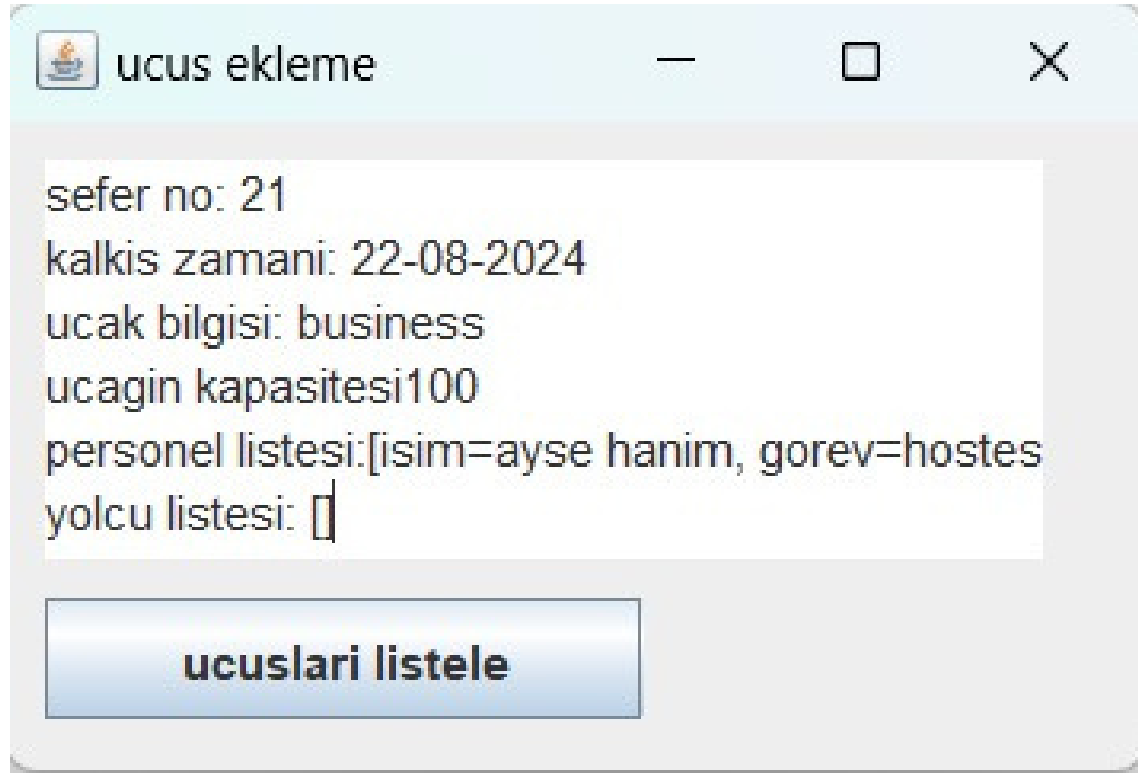 ucus ekleme
sefer no: 21
kalkis zamani: 22-08-2024
ucak bilgisi: business
ucagin kapasitesi100
personel listesi:[isim=ayse hanim, gorev=hostes
yolcu listesi: []
ucuslari listele